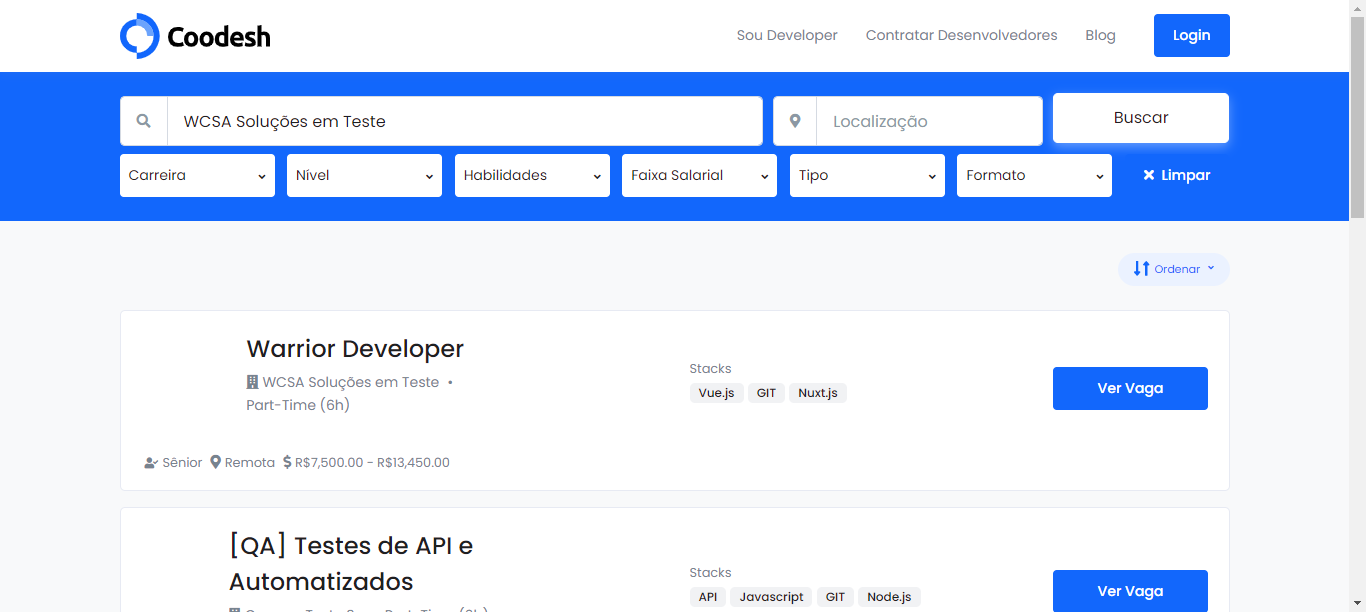 Coodesh
Sou Developer Contratar Desenvolvedores Blog Login
WCSA Soluções em Teste Localização Buscar
Carreira Nível Habilidades Faixa Salarial Tipo Formato Limpar
Ordenar
Warrior Developer
WCSA Soluções em Teste •
Part-Time (6h)
Stacks
Vue.js GIT Nuxt.js
Ver Vaga
Sênior Remota $ R$7,500.00 - R$13,450.00
[QA] Testes de API e
Automatizados
Stacks
API Javascript GIT Node.js
Ver Vaga